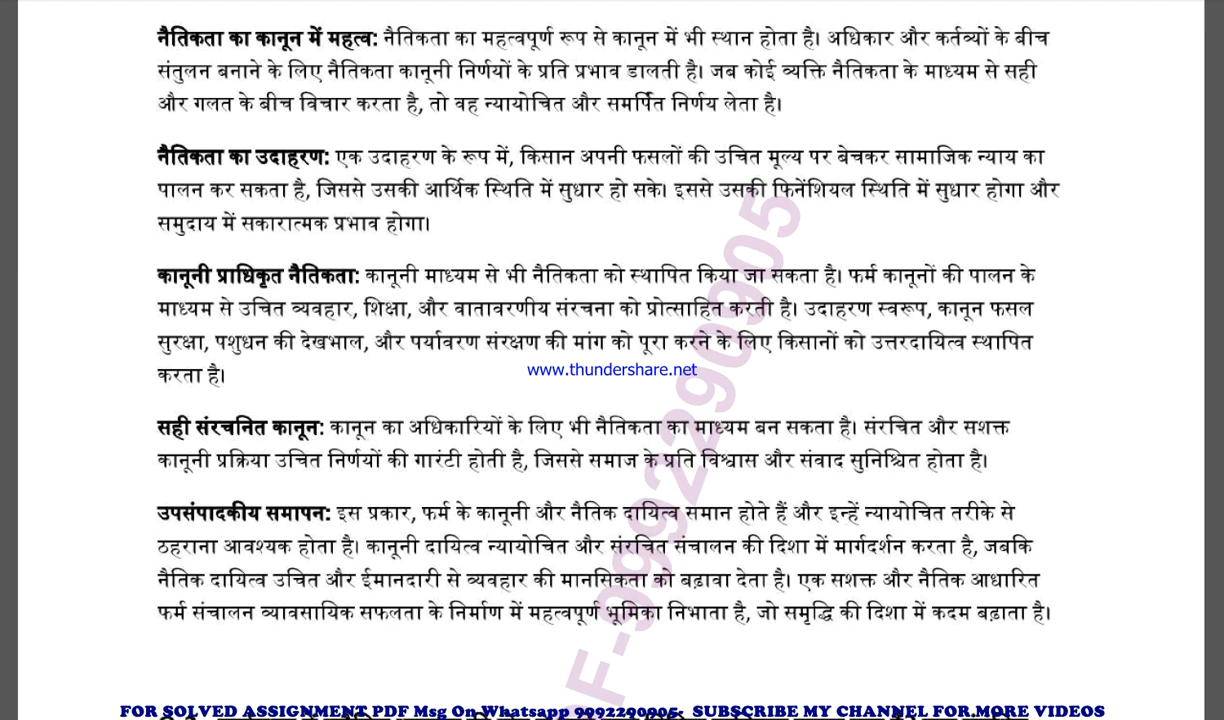 नैतिकता का कानून में महत्व: नैतिकता का महत्वपूर्ण रूप से कानून में भी स्थान होता है। अधिकार और कर्तव्यों के बीच
संतुलन बनाने के लिए नैतिकता कानूनी निर्णयों के प्रति प्रभाव डालती है। जब कोई व्यक्ति नैतिकता के माध्यम से सही
और गलत के बीच विचार करता है, तो वह न्यायोचित और समर्पित निर्णय लेता है।
नैतिकता का उदाहरण: एक उदाहरण के रूप में, किसान अपनी फसलों की उचित मूल्य पर बेचकर सामाजिक न्याय का
पालन कर सकता है, जिससे उसकी आर्थिक स्थिति में सुधार हो सके। इससे उसकी फिनेंशियल स्थिति में सुधार होगा और
समुदाय में सकारात्मक प्रभाव होगा।
कानूनी प्राधिकृत नैतिकता: कानूनी माध्यम से भी नैतिकता को स्थापित किया जा सकता है। फर्म कानूनों की पालन के
माध्यम से उचित व्यवहार, शिक्षा, और वातावरणीय संरचना को प्रोत्साहित करती है। उदाहरण स्वरूप, कानून फसल
सुरक्षा, पशुधन की देखभाल, और पर्यावरण संरक्षण की मांग को पूरा करने के लिए किसानों को उत्तरदायित्व स्थापित
www.thundershare.net
करता है।
सही संरचनित कानून: कानून का अधिकारियों के लिए भी नैतिकता का माध्यम बन सकता है। संरचित और सशक्त
कानूनी प्रक्रिया उचित निर्णयों की गारंटी होती है, जिससे समाज के प्रति विश्वास और संवाद सुनिश्चित होता है।
उपसंपादकीय समापन: इस प्रकार, फर्म के कानूनी और नैतिक दायित्व समान होते हैं और इन्हें न्यायोचित तरीके से
ठहराना आवश्यक होता है। कानूनी दायित्व न्यायोचित और संरचित संचालन की दिशा में मार्गदर्शन करता है, जबकि
नैतिक दायित्व उचित और ईमानदारी से व्यवहार की मानसिकता को बढ़ावा देता है। एक सशक्त और नैतिक आधारित
फर्म संचालन व्यावसायिक सफलता के निर्माण में महत्वपूर्ण भूमिका निभाता है, जो समृद्धि की दिशा में कदम बढ़ाता है।
F-9992290905
FOR SOLVED ASSIGNMENT PDF Msg On Whatsapp 9992290905. SUBSCRIBE MY CHANNEL FOR MORE VIDEOS